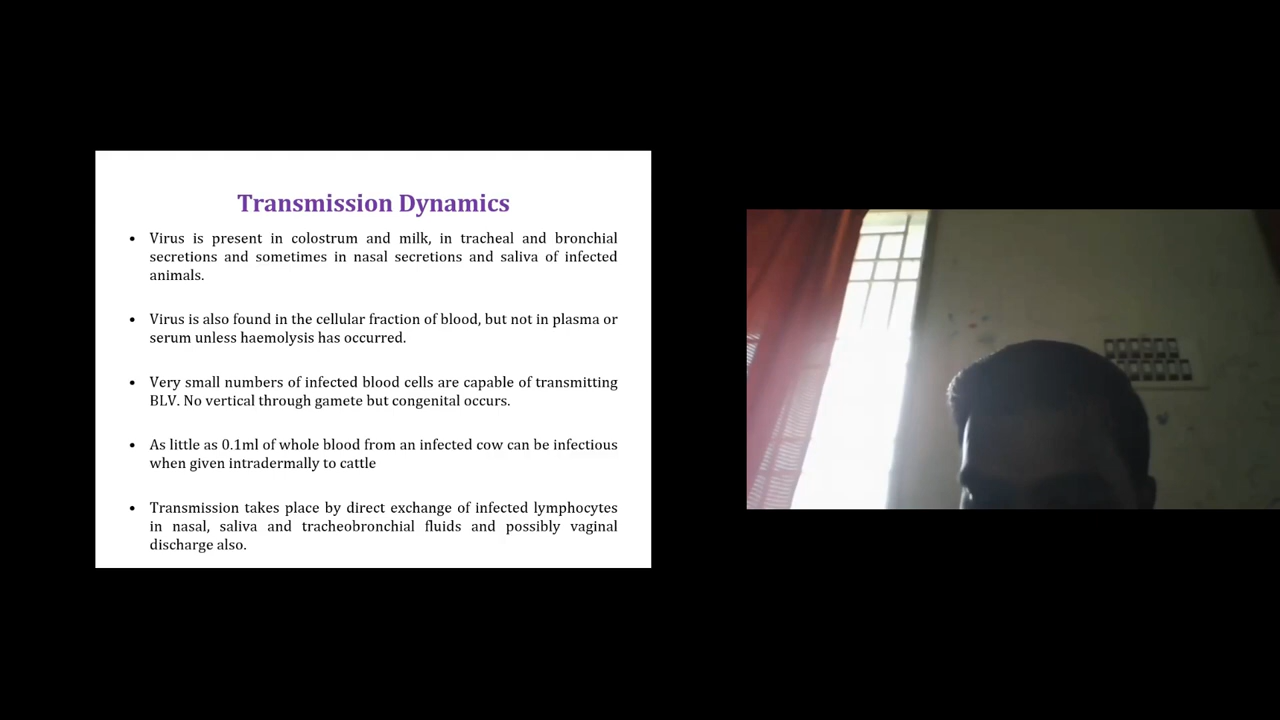 Transmission Dynamics
• Virus is present in colostrum and milk, in tracheal and bronchial
secretions and sometimes in nasal secretions and saliva of infected
animals.
• Virus is also found in the cellular fraction of blood, but not in plasma or
serum unless haemolysis has occurred.
• Very small numbers of infected blood cells are capable of transmitting
BLV. No vertical through gamete but congenital occurs.
• As little as 0.1ml of whole blood from an infected cow can be infectious
when given intradermally to cattle
• Transmission takes place by direct exchange of infected lymphocytes
in nasal, saliva and tracheobronchial fluids and possibly vaginal
discharge also.